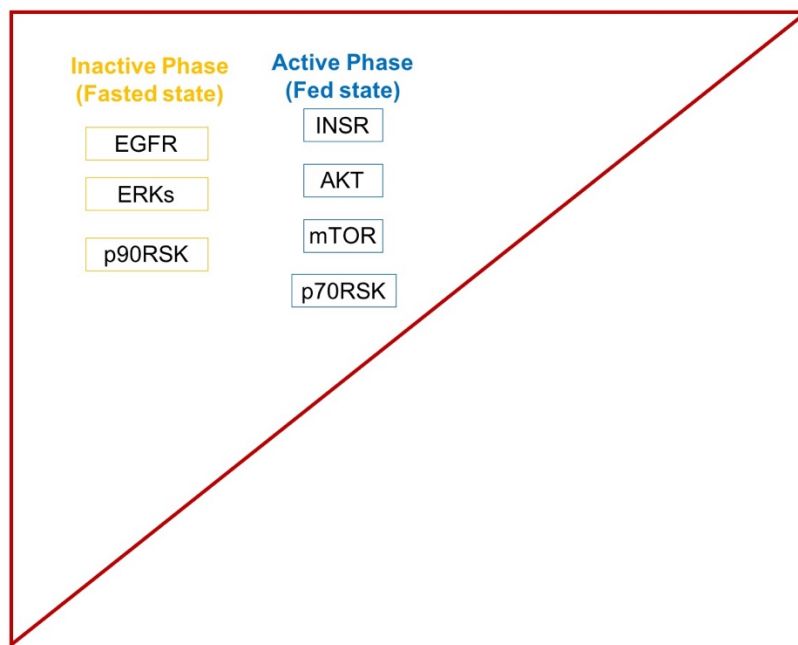 Inactive Phase
(Fasted state)
EGFR
ERKs
p90RSK
Active Phase
(Fed state)
INSR
AKT
mTOR
p70RSK